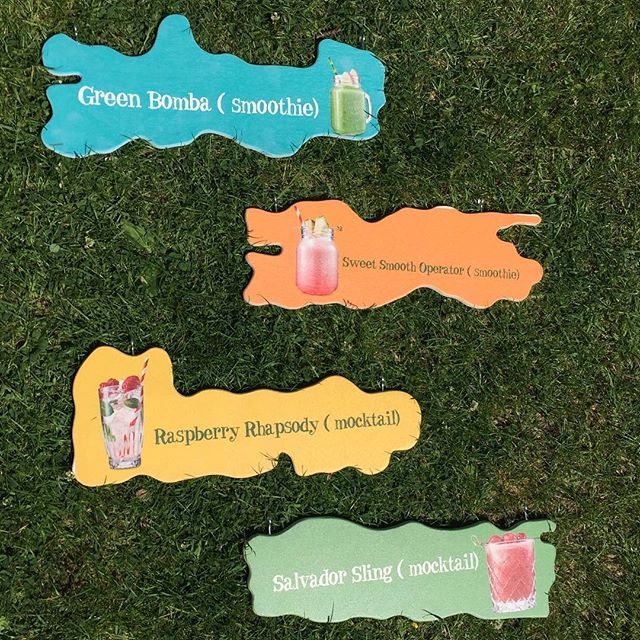 Green Bomba ( smoothie)
Sweet Smooth Operator ( smoothie)
Raspberry Rhapsody ( mocktail)
Salvador Sling ( mocktail)